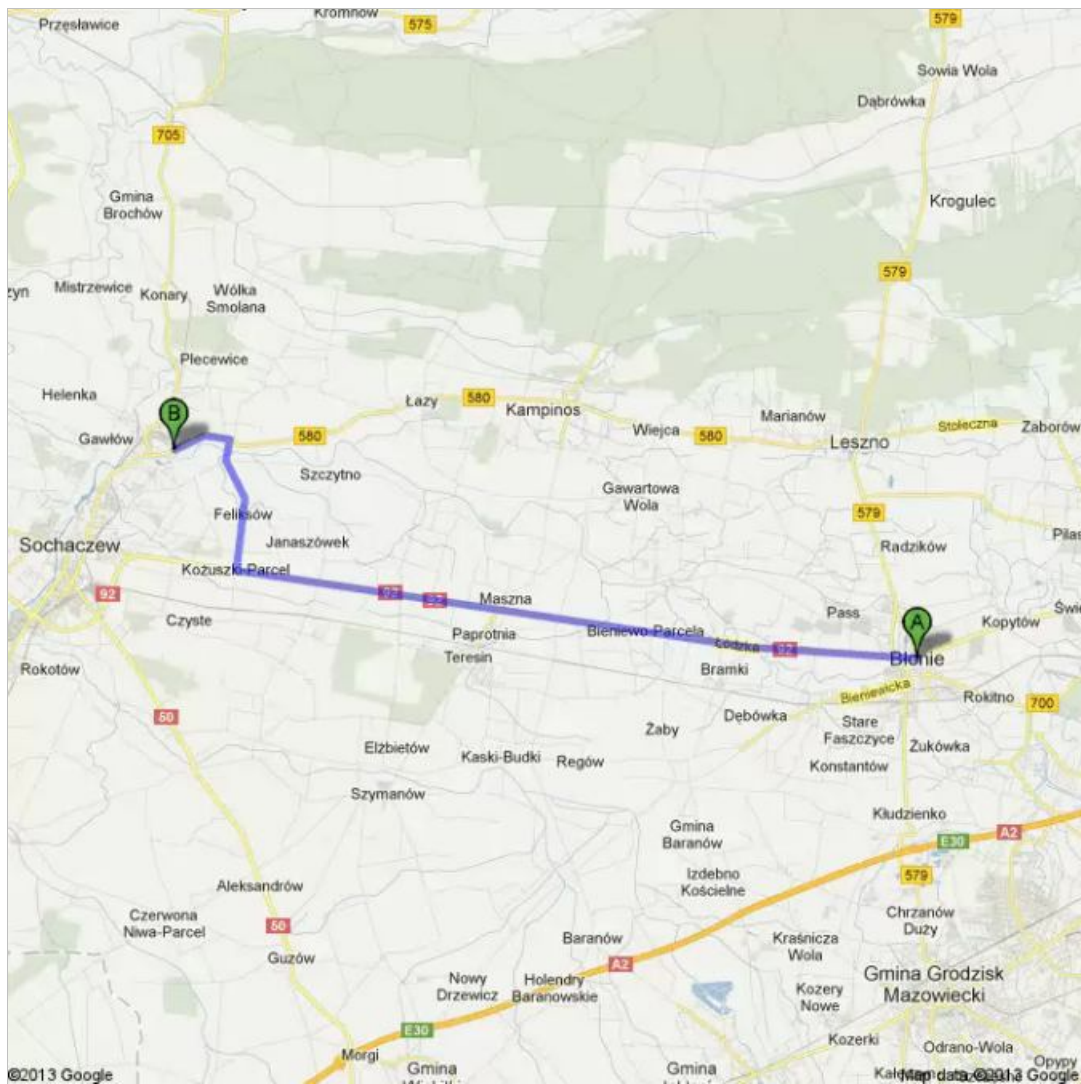 Kromnów
Przęsławice
575
579
Sowia Wola
Dąbrówka
705
Gmina
Brochów
Krogulec
579
Mistrzewice
Konary
Wólka
Smolana
Plecewice
Helenka
Łazy
580
Kampinos
Marianów
B
Gawłów
580
Wiejca
580
Leszno
Stołeczna
Zaborów
Szczytno
Gawartowa
Wola
Feliksów
579
Janaszówek
Radzików
Sochaczew
Kożuszki-Parcel
92
92
92
Maszna
Pass
A
Kopytów
Czyste
Paprotnia
Bieniewo-Parcela
Łódzka
92
Błonie
Teresin
Bramki
Rokotów
Bieniewicka
Rokitno
700
50
Dębówka
Żaby
Stare
Faszczyce
Żukówka
Elżbietów
Kaski-Budki
Regów
Konstantów
Szymanów
Kłudzienko
Gmina
Baranów
E30
A2
Izdebno
Kościelne
Aleksandrów
579
Czerwona
Niwa-Parcel
50
Chrzanów
Duży
Baranów
Kraśnicza
Wola
Guzów
A2
Gmina Grodzisk
Mazowiecki
Nowy
Drzewicz
Holendry
Baranowskie
Kozery
Nowe
E30
Kozerki
Morgi
Odrano-Wola
Gmina
Gmina
Opypy
©2013 Google
Map data ©2013 Google